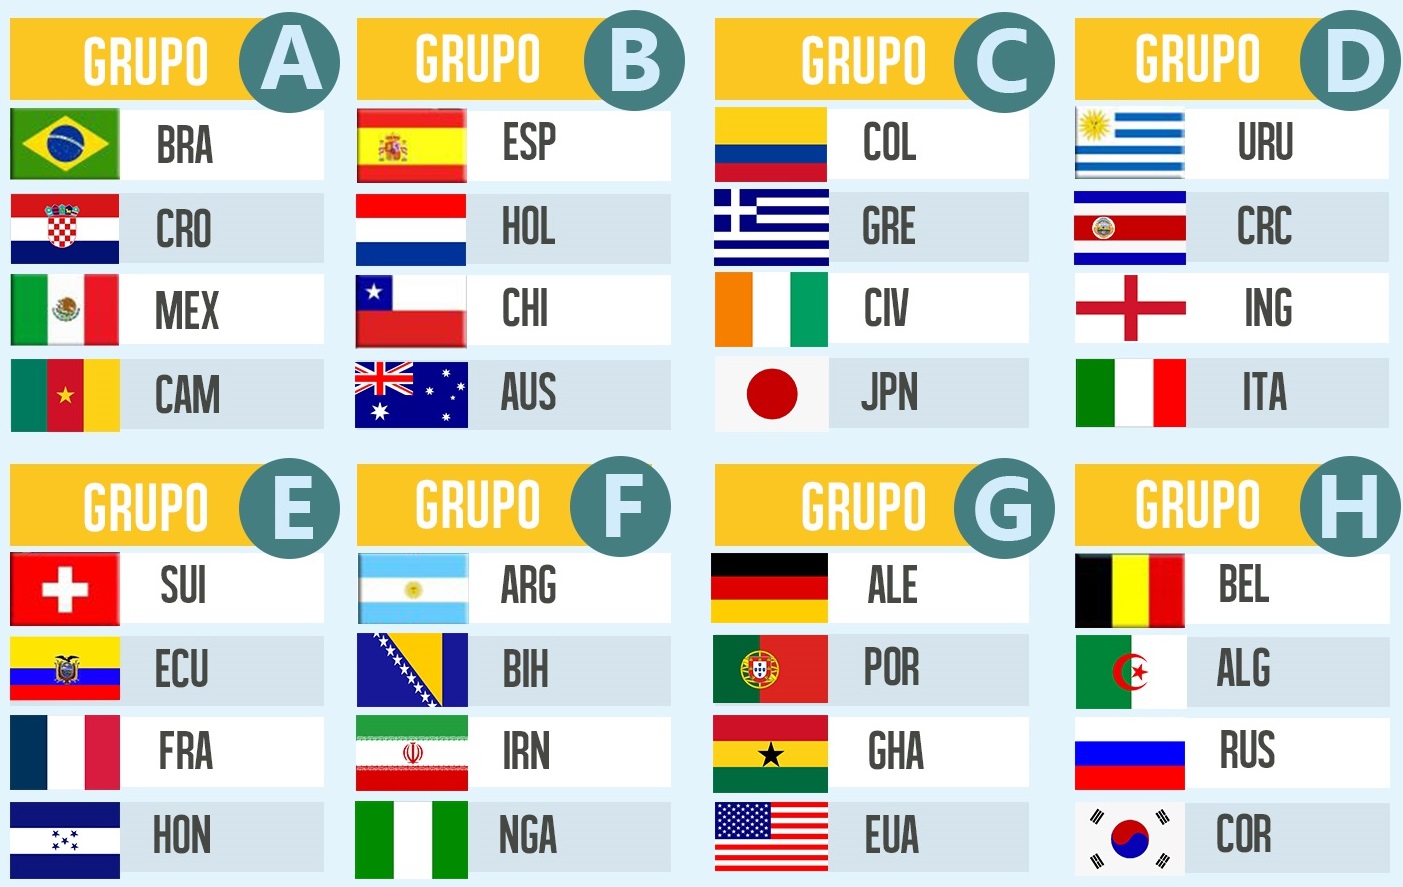 GRUPO A
BRA
CRO
MEX
CAM
GRUPO B
ESP
HOL
CHI
AUS
GRUPO C
COL
GRE
CIV
JPN
GRUPO D
URU
CRC
ING
ITA
GRUPO E
SUI
ECU
FRA
HON
GRUPO F
ARG
BIH
IRN
NGA
GRUPO G
ALE
POR
GHA
EUA
GRUPO H
BEL
ALG
RUS
COR